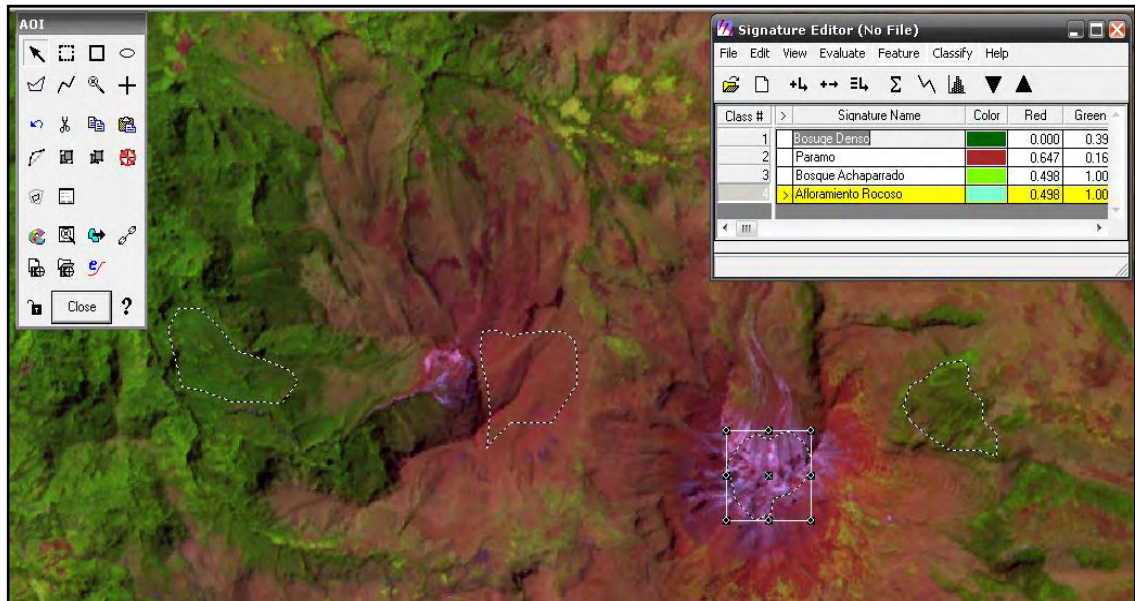 AOI
Close ?
Signature Editor (No File)
File Edit View Evaluate Feature Classify Help
Class # > Signature Name Color Red Green
1 Bosuge Denso 0.000 0.39
2 Paramo 0.647 0.16
3 Bosque Achaparrado 0.498 1.00
4 > Afloramiento Rocoso 0.498 1.00